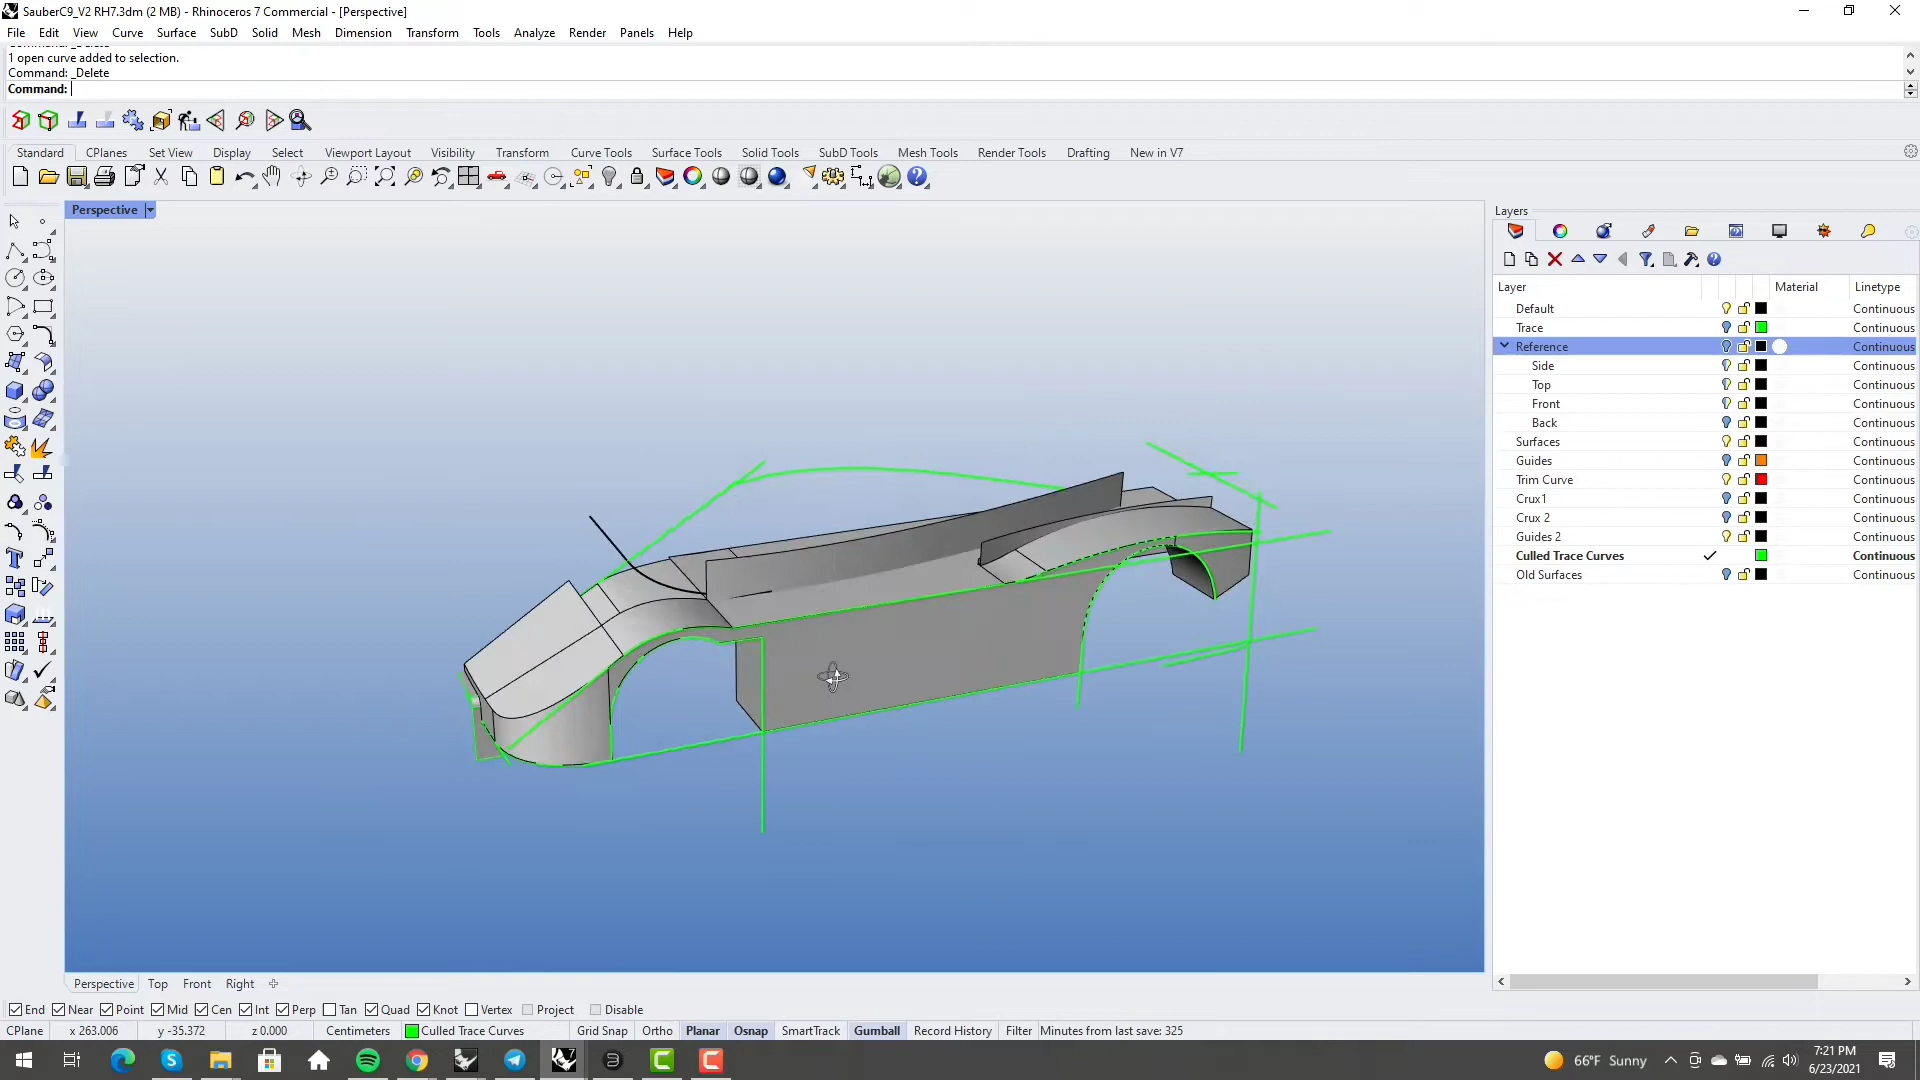 SauberC9_V2 RH7.3dm (2 MB) - Rhinoceros 7 Commercial - [Perspective]
File Edit View Curve Surface SubD Solid Mesh Dimension Transform Tools Analyze Render Panels Help
Command: _Delete
1 open curve added to selection.
Command: _Delete
Command:
Standard CPlanes Set View Display Select Viewport Layout Visibility Transform Curve Tools Surface Tools Solid Tools SubD Tools Mesh Tools Render Tools Drafting New in V7
Perspective
Layers
Layer Material Linetype
Default Continuous
Trace Continuous
Reference Continuous
Side Continuous
Top Continuous
Front Continuous
Back Continuous
Surfaces Continuous
Guides Continuous
Trim Curve Continuous
Crux1 Continuous
Crux 2 Continuous
Guides 2 Continuous
Culled Trace Curves Continuous
Old Surfaces Continuous
Perspective Top Front Right
End Near Point Mid Cen Int Perp Tan Quad Knot Vertex Project Disable
CPlane x 263.006 y -35.372 z 0.000 Centimeters Culled Trace Curves Grid Snap Ortho Planar Osnap SmartTrack Gumball Record History Filter Minutes from last save: 325
66°F Sunny
7:21 PM
6/23/2021